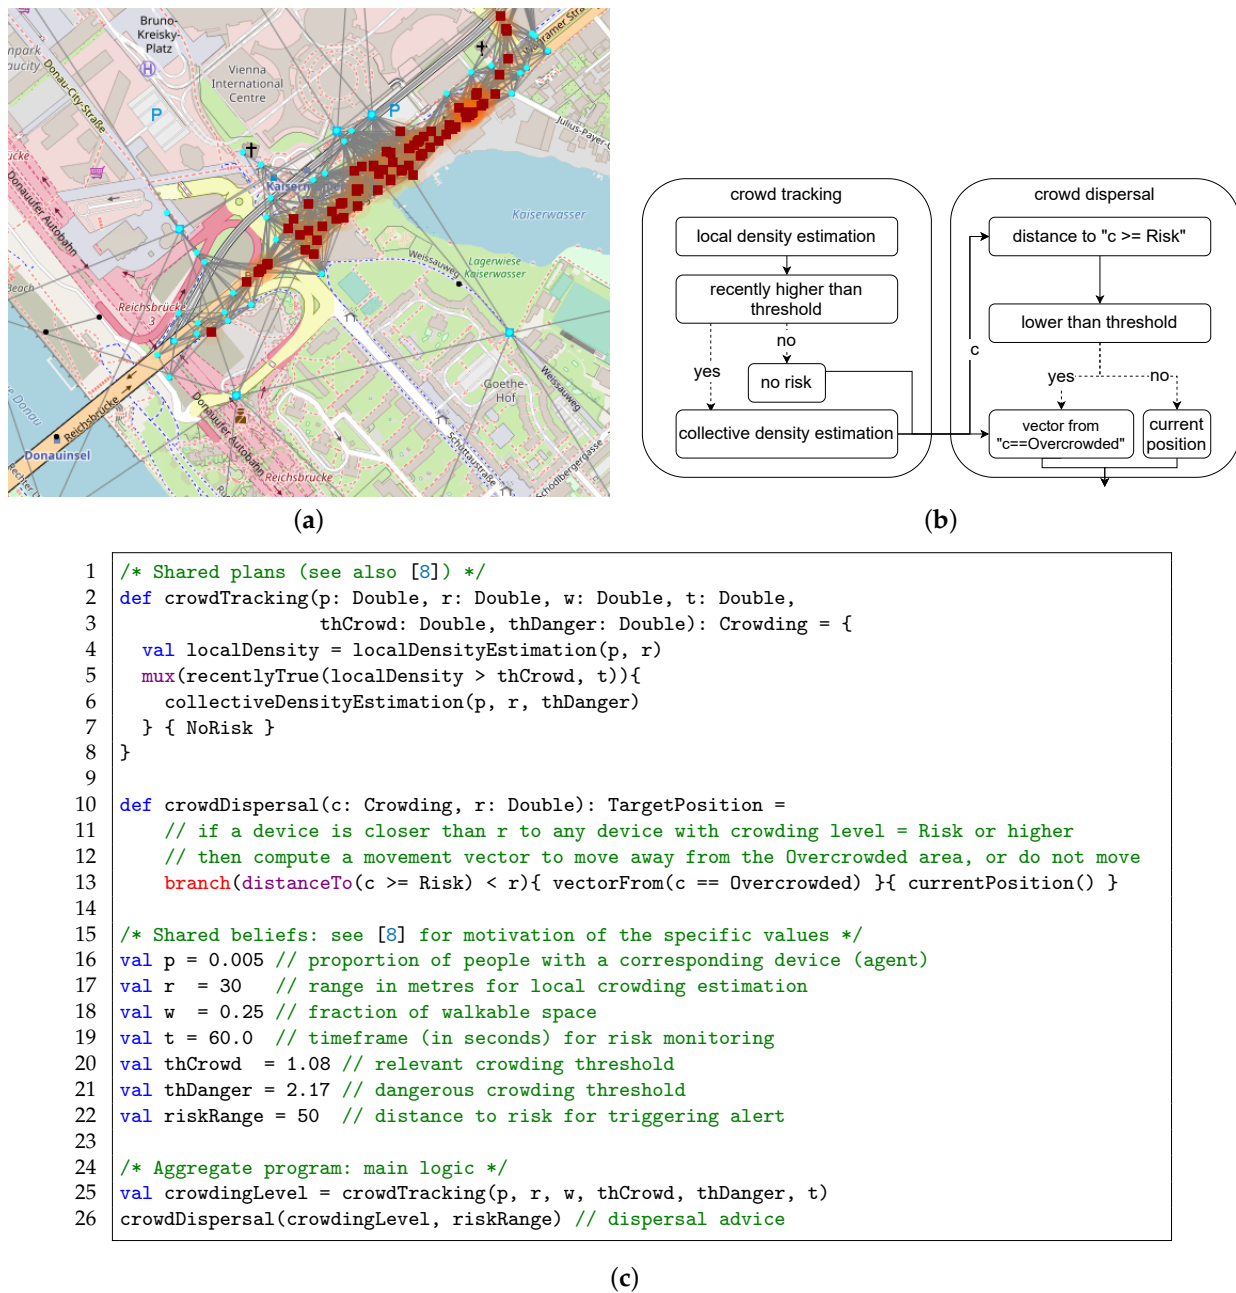 Bruno-
Kreisky-
Platz
Vienna
International
Centre
Donau-City-Straße
P
P
H
Wagramer Straße
Julius-Payer-G
Kaiserwasser
Lagerwiese
Kaiserwasser
Weissauweg
Weissauweg
Reichsbrücke
3
Donauufer Autobahn
Donauufer Autobahn
Beach
Goethe-
Hof
Schüttaustraße
Schödlbergergasse
Reichsbrücke
Reichsbrücke
Donauinsel
(a)
crowd tracking
local density estimation
recently higher than
threshold
no
yes
no risk
collective density estimation
c
crowd dispersal
distance to "c >= Risk"
lower than threshold
yes
no
vector from
"c==Overcrowded"
current
position
(b)
1 /* Shared plans (see also [8]) */
2 def crowdTracking(p: Double, r: Double, w: Double, t: Double,
3 thCrowd: Double, thDanger: Double): Crowding = {
4 val localDensity = localDensityEstimation(p, r)
5 mux(recentlyTrue(localDensity > thCrowd, t)){
6 collectiveDensityEstimation(p, r, thDanger)
7 } { NoRisk }
8 }
9
10 def crowdDispersal(c: Crowding, r: Double): TargetPosition =
11 // if a device is closer than r to any device with crowding level = Risk or higher
12 // then compute a movement vector to move away from the Overcrowded area, or do not move
13 branch(distanceTo(c >= Risk) < r){ vectorFrom(c == Overcrowded) }{ currentPosition() }
14
15 /* Shared beliefs: see [8] for motivation of the specific values */
16 val p = 0.005 // proportion of people with a corresponding device (agent)
17 val r = 30 // range in metres for local crowding estimation
18 val w = 0.25 // fraction of walkable space
19 val t = 60.0 // timeframe (in seconds) for risk monitoring
20 val thCrowd = 1.08 // relevant crowding threshold
21 val thDanger = 2.17 // dangerous crowding threshold
22 val riskRange = 50 // distance to risk for triggering alert
23
24 /* Aggregate program: main logic */
25 val crowdingLevel = crowdTracking(p, r, w, thCrowd, thDanger, t)
26 crowdDispersal(crowdingLevel, riskRange) // dispersal advice
(c)